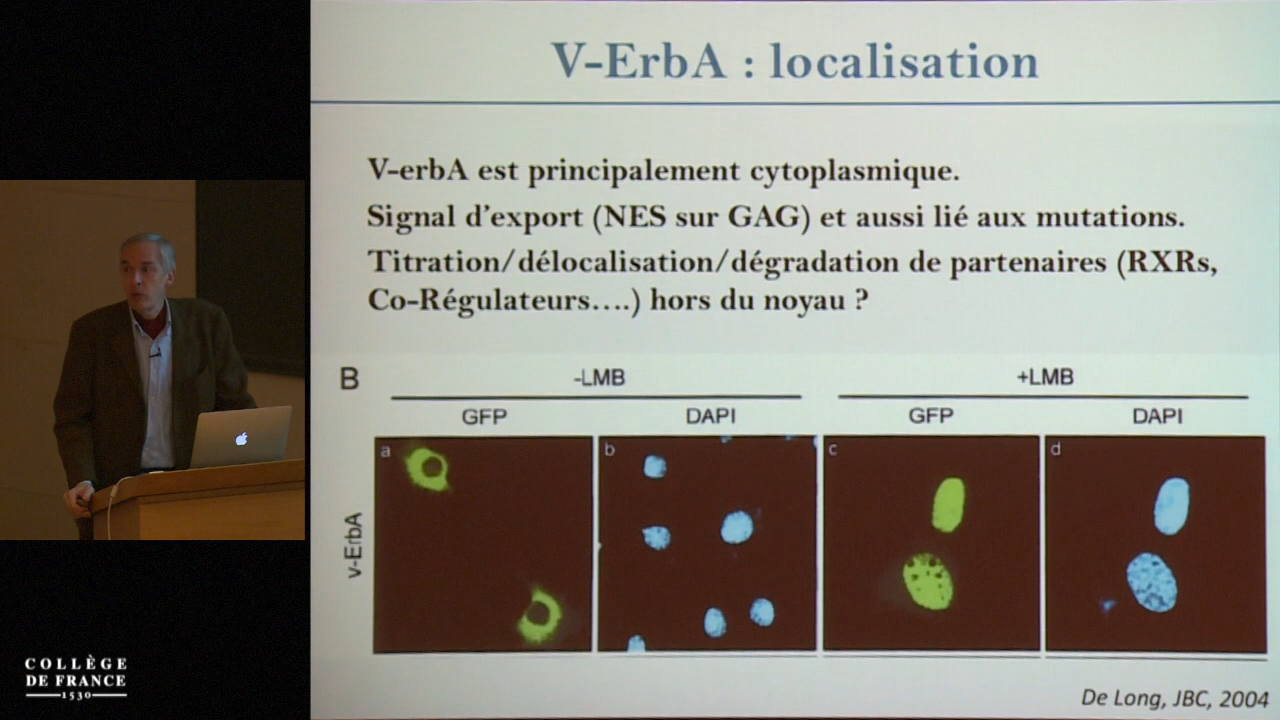 V-ErbA : localisation
V-erbA est principalement cytoplasmique.
Signal d'export (NES sur GAG) et aussi lié aux mutations.
Titration/délocalisation/dégradation de partenaires (RXRs,
Co-Régulateurs....) hors du noyau ?
B
-LMB
+LMB
GFP
DAPI
GFP
DAPI
a
b
c
d
v-ErbA
De Long, JBC, 2004
COLLÈGE
DE FRANCE
1530